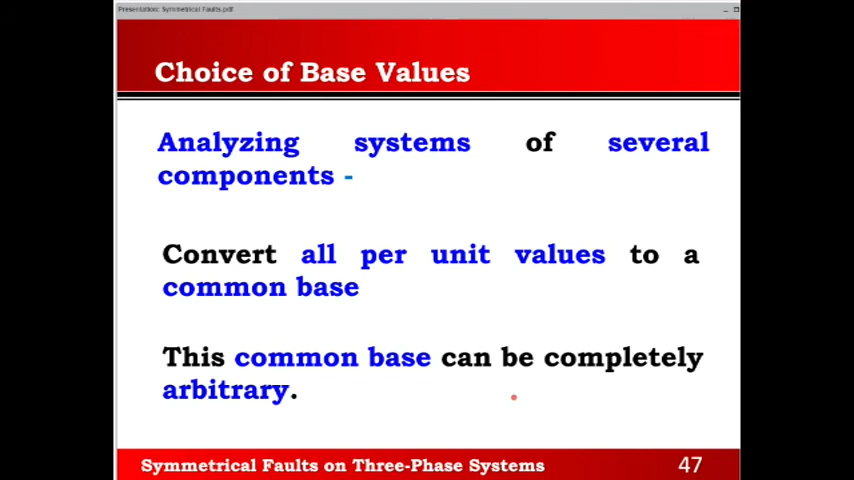 Presentation: Symmetrical Faults.pdf
Choice of Base Values
Analyzing systems of several
components -
Convert all per unit values to a
common base
This common base can be completely
arbitrary.
Symmetrical Faults on Three-Phase Systems 47